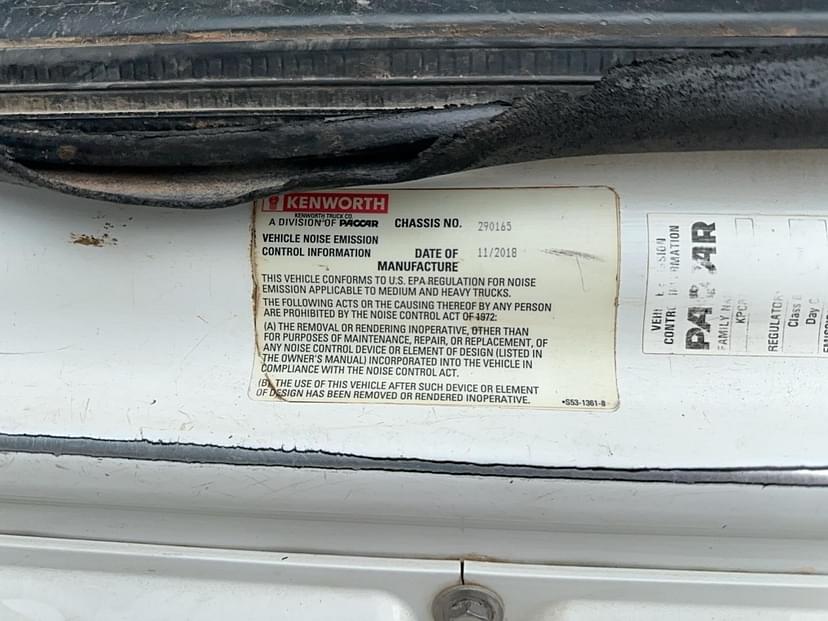 KENWORTH
KENWORTH TRUCK CO.
A DIVISION OF PACCAR
CHASSIS NO. 290165
VEHICLE NOISE EMISSION
CONTROL INFORMATION
DATE OF MANUFACTURE 11/2018
THIS VEHICLE CONFORMS TO U.S. EPA REGULATION FOR NOISE
EMISSION APPLICABLE TO MEDIUM AND HEAVY TRUCKS.
THE FOLLOWING ACTS OR THE CAUSING THEREOF BY ANY PERSON
ARE PROHIBITED BY THE NOISE CONTROL ACT OF 1972:
(A) THE REMOVAL OR RENDERING INOPERATIVE, OTHER THAN
FOR PURPOSES OF MAINTENANCE, REPAIR, OR REPLACEMENT, OF
ANY NOISE CONTROL DEVICE OR ELEMENT OF DESIGN (LISTED IN
THE OWNER'S MANUAL) INCORPORATED INTO THE VEHICLE IN
COMPLIANCE WITH THE NOISE CONTROL ACT.
(B) THE USE OF THIS VEHICLE AFTER SUCH DEVICE OR ELEMENT
OF DESIGN HAS BEEN REMOVED OR RENDERED INOPERATIVE.
•S53-1361-B
PACCAR
FAMILY
REGULATOR
Class
Day C